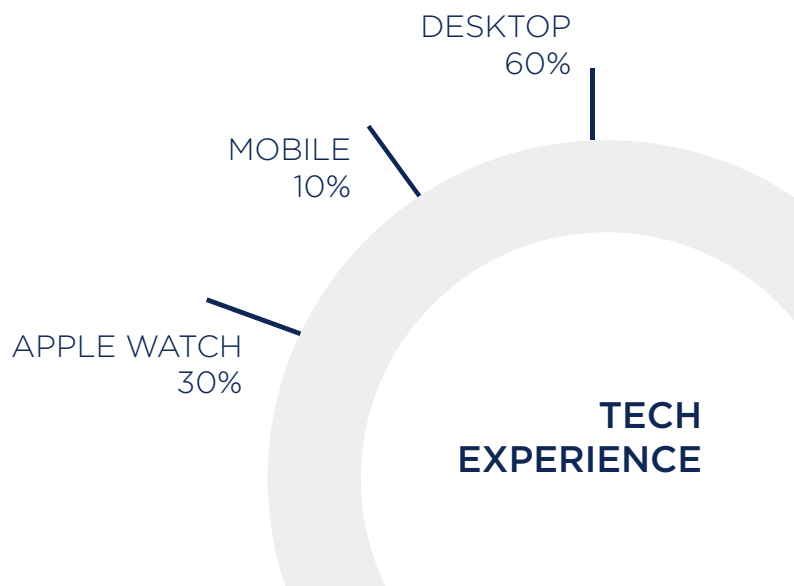 DESKTOP
60%
MOBILE
10%
APPLE WATCH
30%
TECH
EXPERIENCE